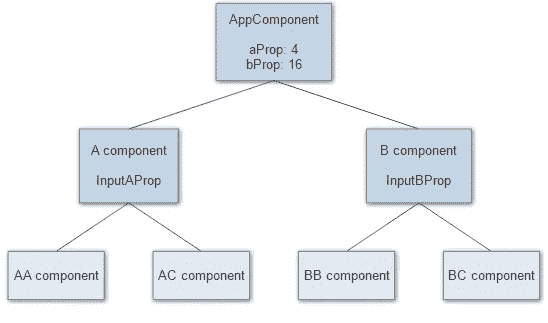 AppComponent
aProp: 4
bProp: 16
A component
InputAProp
B component
InputBProp
AA component
AC component
BB component
BC component